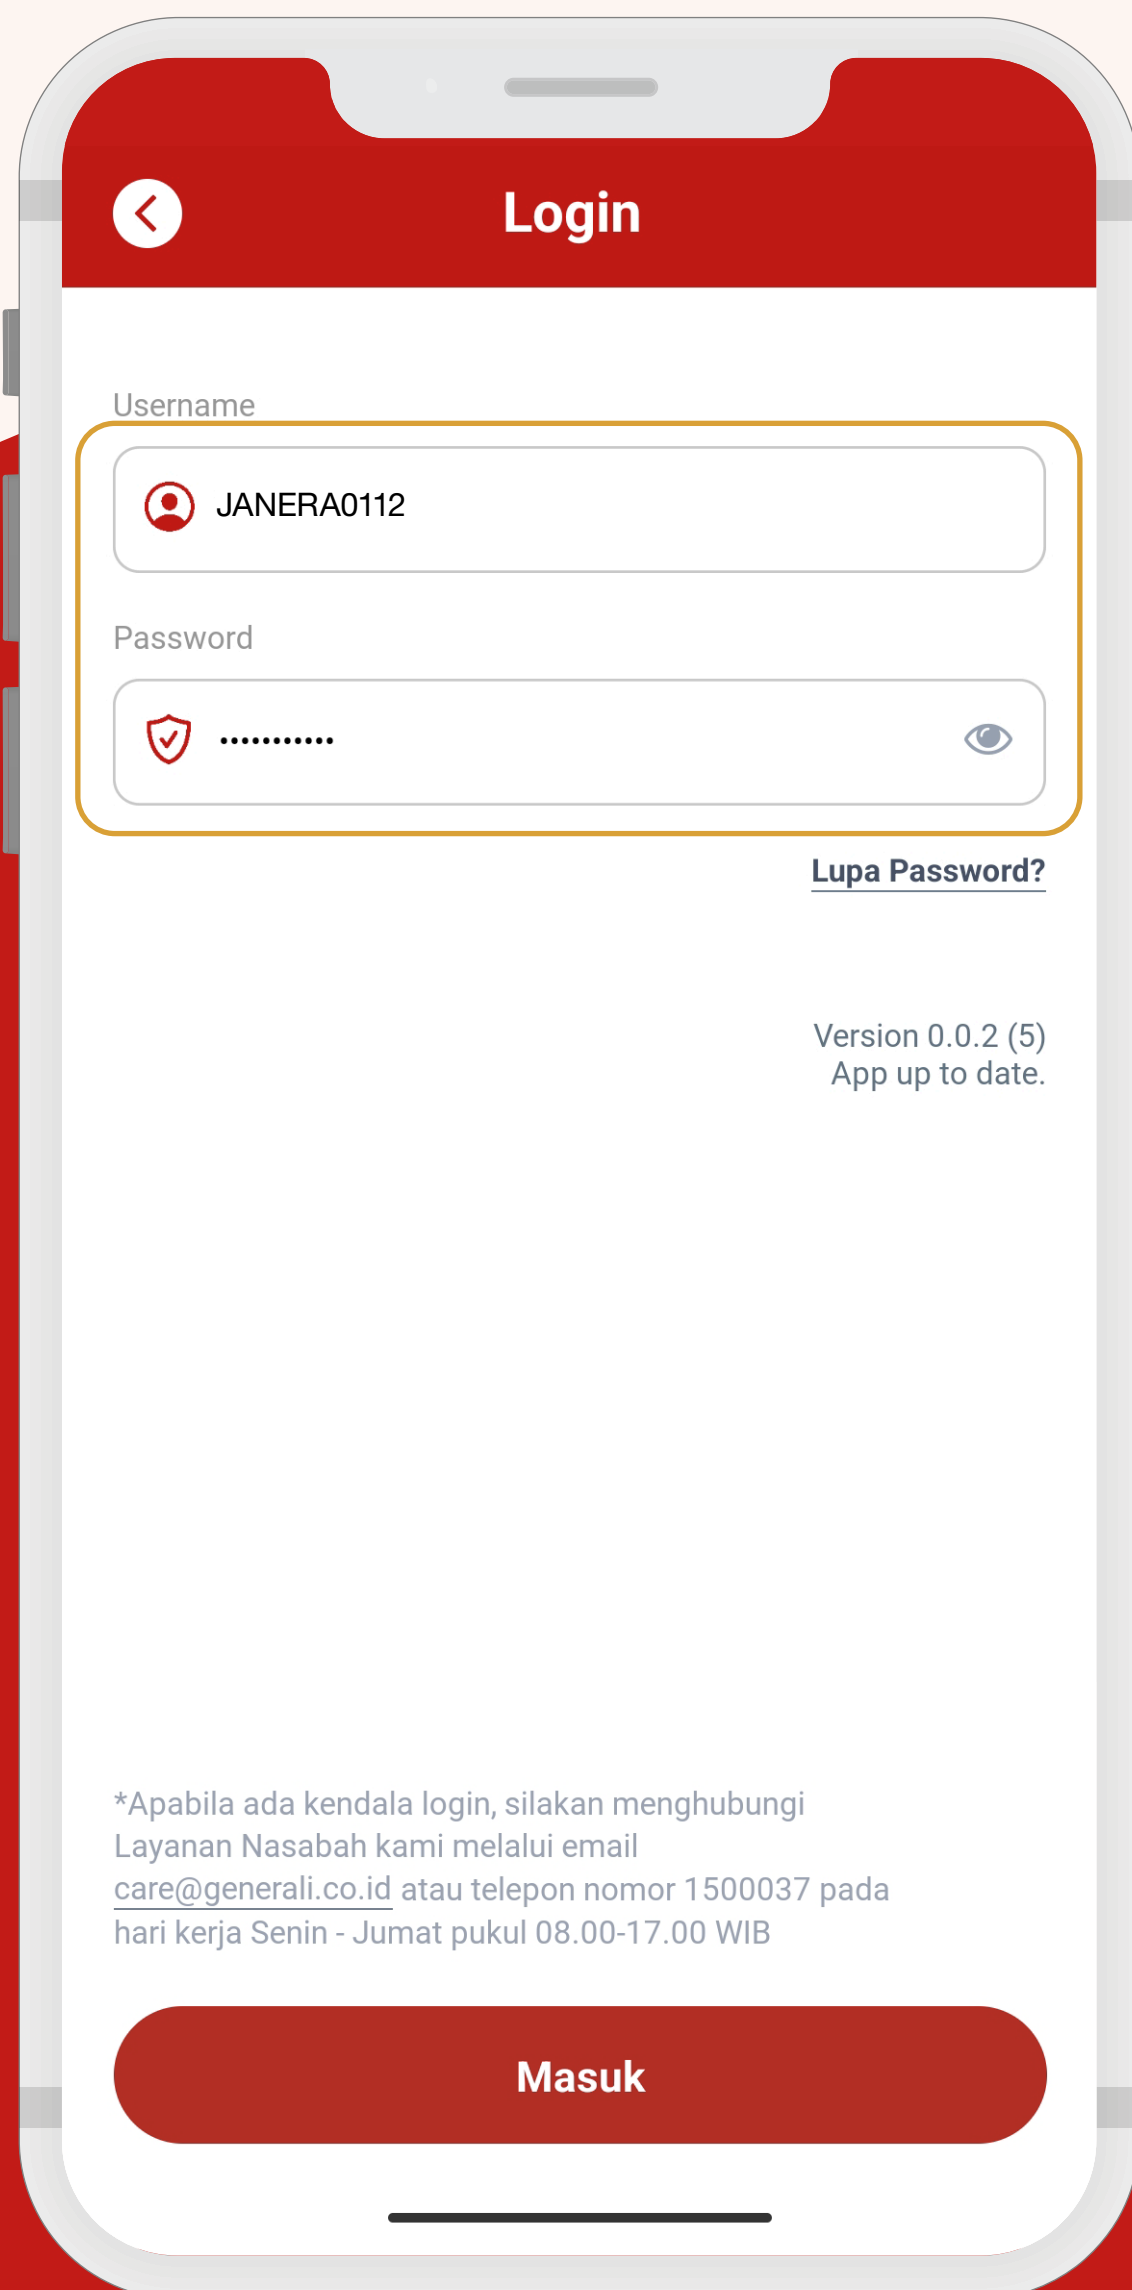 Login
Username
JANERA0112
Password
•••••••••••
Lupa Password?
Version 0.0.2 (5)
App up to date.
*Apabila ada kendala login, silakan menghubungi
Layanan Nasabah kami melalui email
care@generali.co.id atau telepon nomor 1500037 pada
hari kerja Senin - Jumat pukul 08.00-17.00 WIB
Masuk